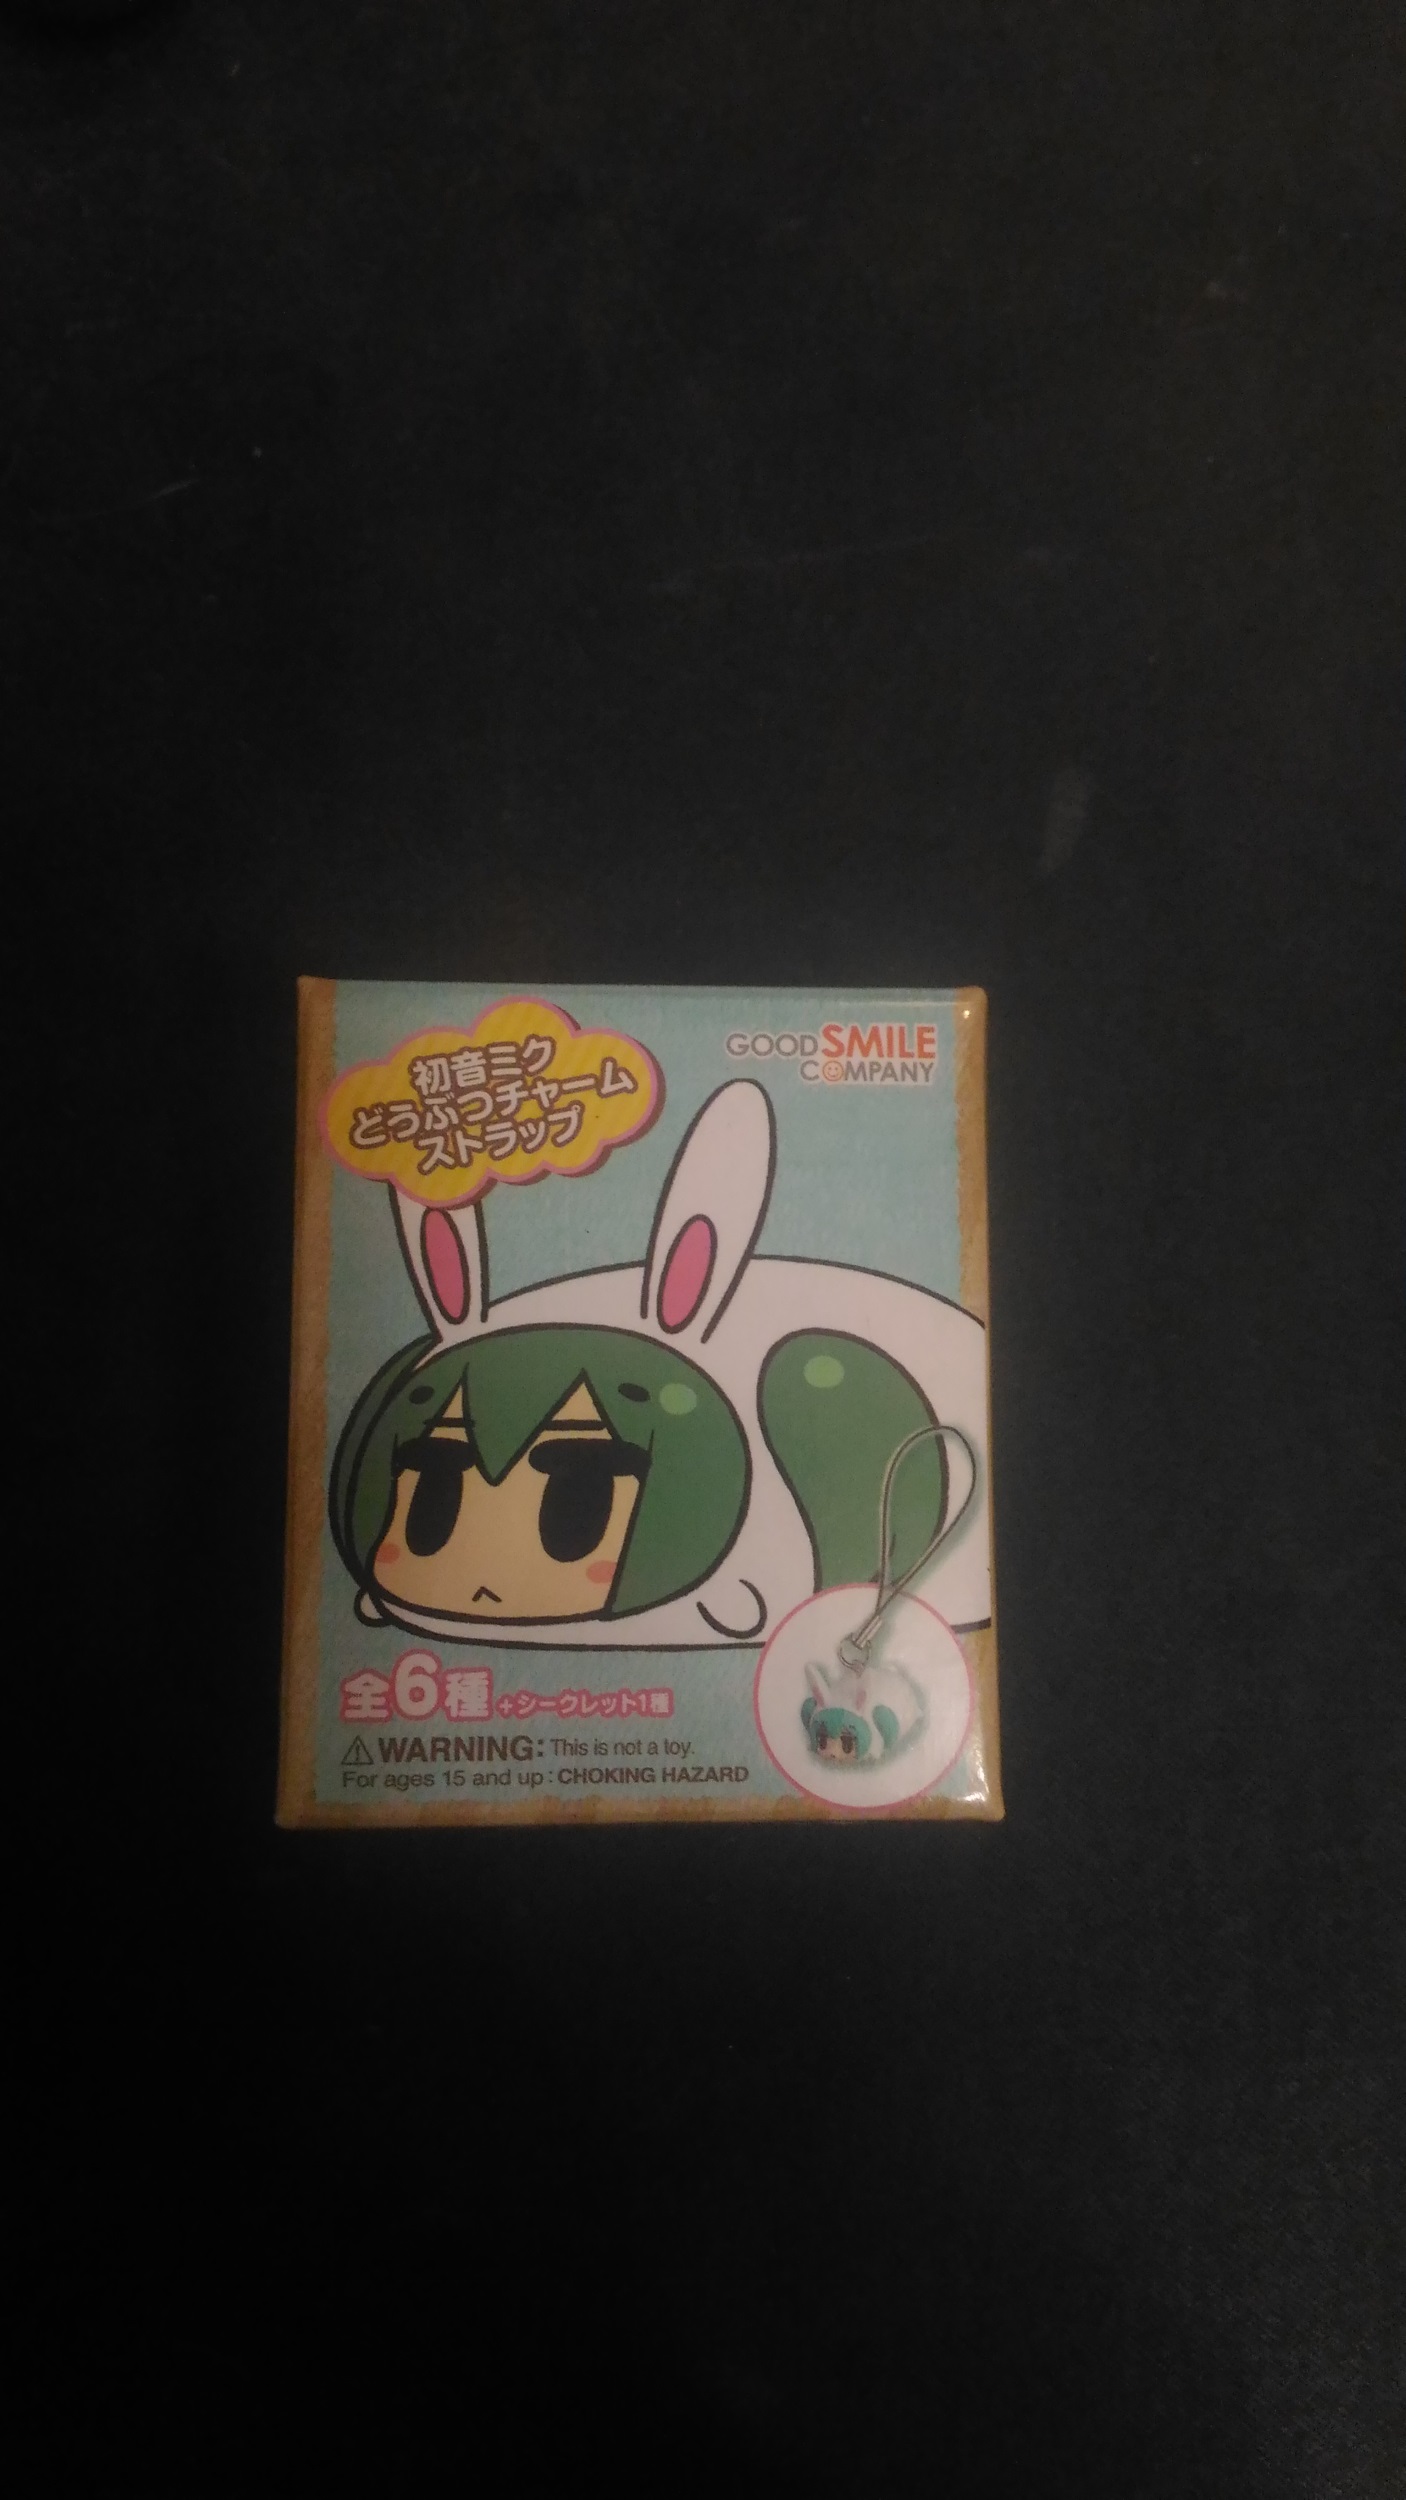 初音ミク
どうぶつチャーム
ストラップ
GOOD SMILE
COMPANY
全6種+シークレット1種
WARNING: This is not a toy.
For ages 15 and up : CHOKING HAZARD